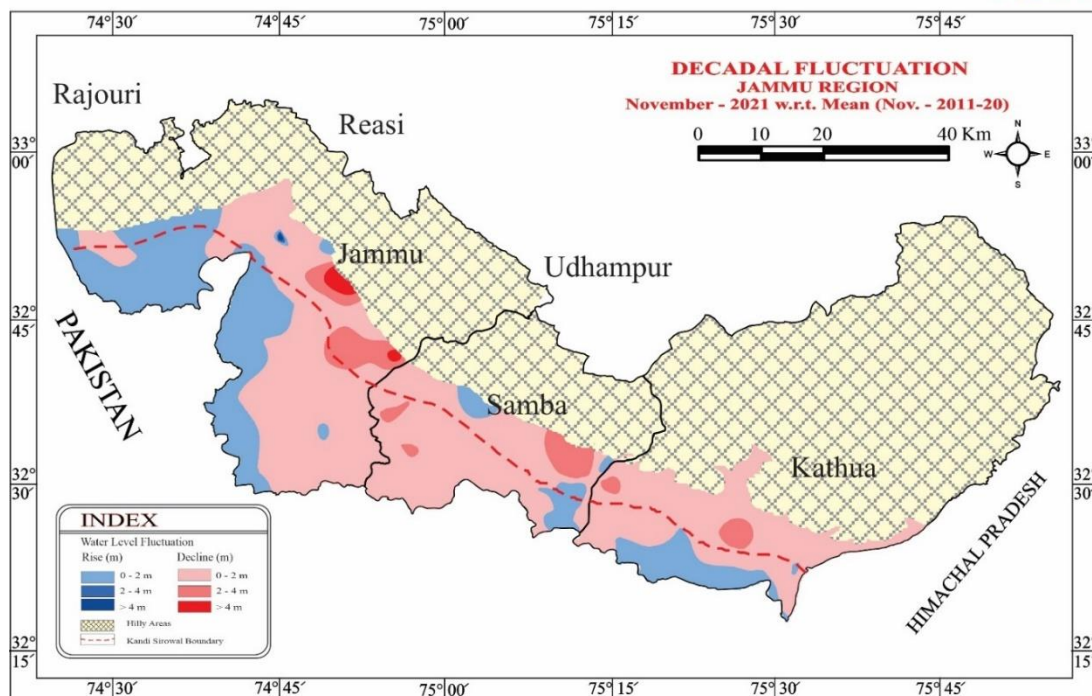 74° 30′ 74° 45′ 75° 00′ 75° 15′ 75° 30′ 75° 45′
DECADAL FLUCTUATION
JAMMU REGION
November - 2021 w.r.t. Mean (Nov. - 2011-20)
0 10 20 40 Km
N
W E
S
Rajouri
Reasi
33° 00′
33° 00′
Jammu
Udhampur
32° 45′
32° 45′
PAKISTAN
Samba
Kathua
32° 30′
32° 30′
HIMACHAL PRADESH
INDEX
Water Level Fluctuation
Rise (m) Decline (m)
0 - 2 m 0 - 2 m
2 - 4 m 2 - 4 m
> 4 m > 4 m
Hilly Areas
Kandi Sirowal Boundary
32° 15′
32° 15′
74° 30′ 74° 45′ 75° 00′ 75° 15′ 75° 30′ 75° 45′